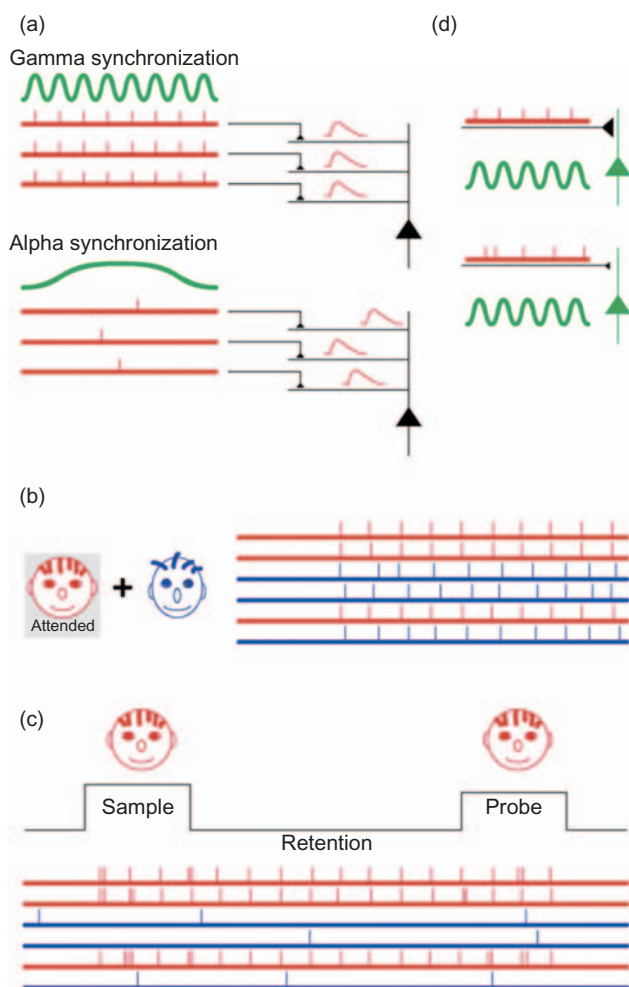 (a)
(d)
Gamma synchronization
Alpha synchronization
(b)
Attended
(c)
Sample
Probe
Retention